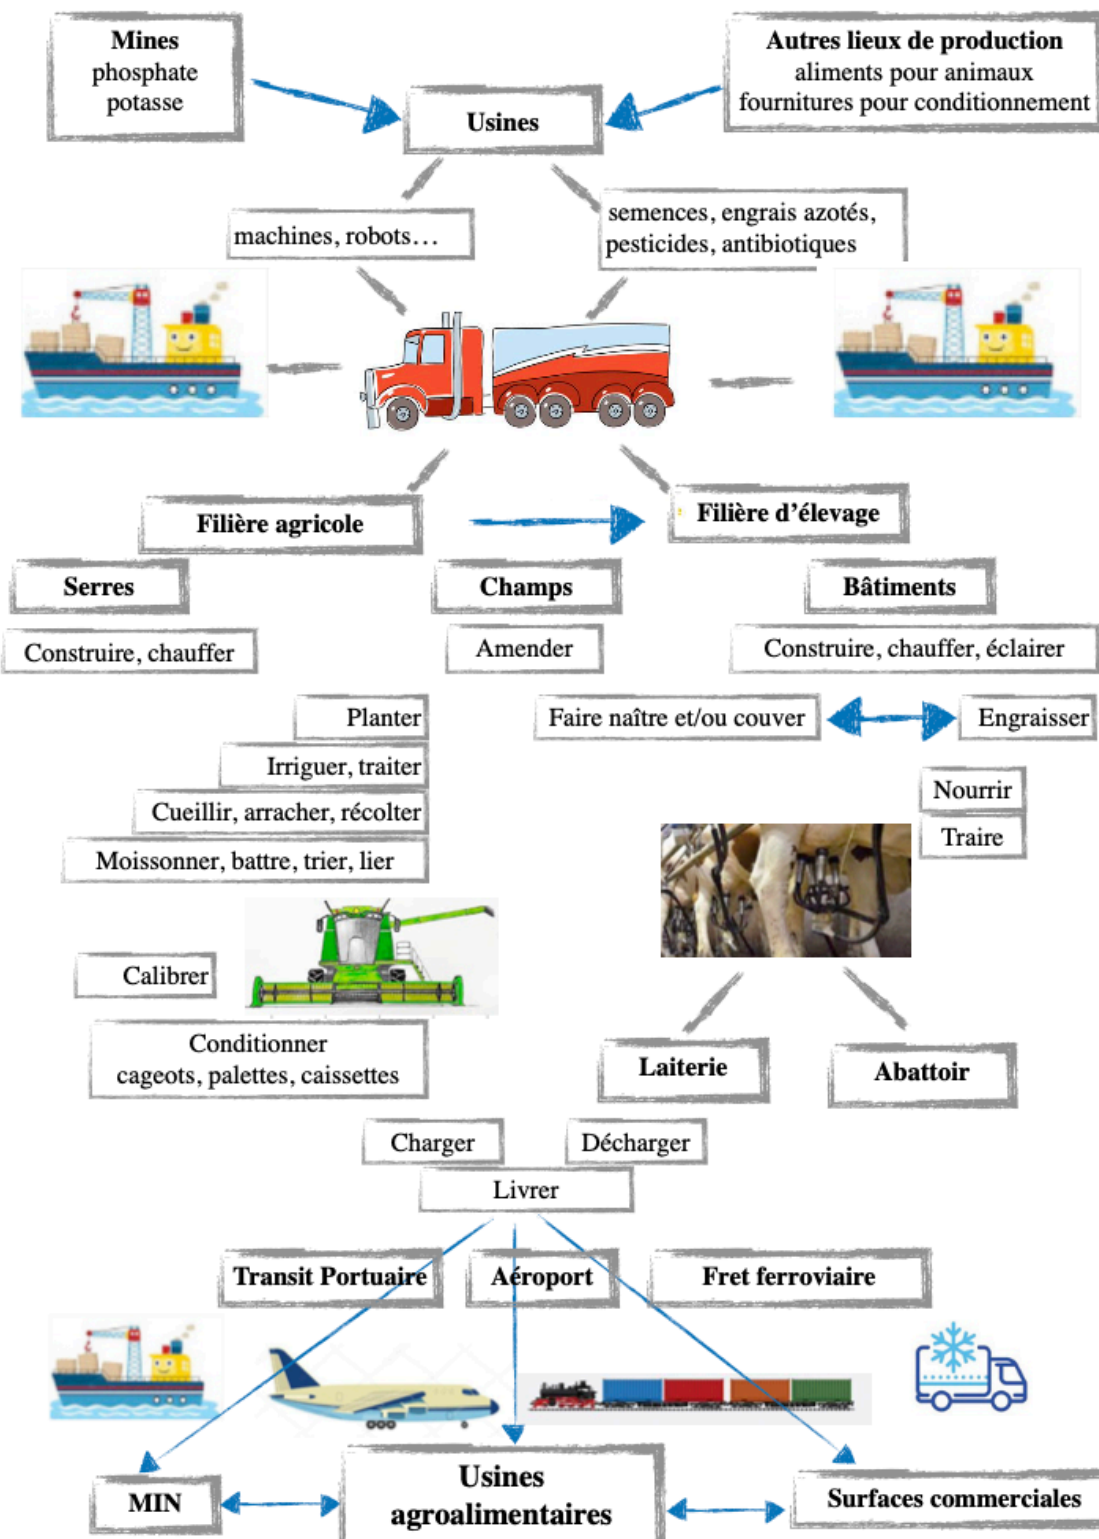 Mines
phosphate
potasse
Autres lieux de production
aliments pour animaux
fournitures pour conditionnement
Usines
machines, robots...
semences, engrais azotés,
pesticides, antibiotiques
Filière agricole
Filière d'élevage
Serres
Champs
Bâtiments
Construire, chauffer
Amender
Construire, chauffer, éclairer
Planter
Faire naître et/ou couver
Engraisser
Irriguer, traiter
Nourrir
Cueillir, arracher, récolter
Traire
Moissonner, battre, trier, lier
Calibrer
Conditionner
cageots, palettes, caissettes
Laiterie
Abattoir
Charger
Décharger
Livrer
Transit Portuaire
Aéroport
Fret ferroviaire
MIN
Usines
agroalimentaires
Surfaces commerciales